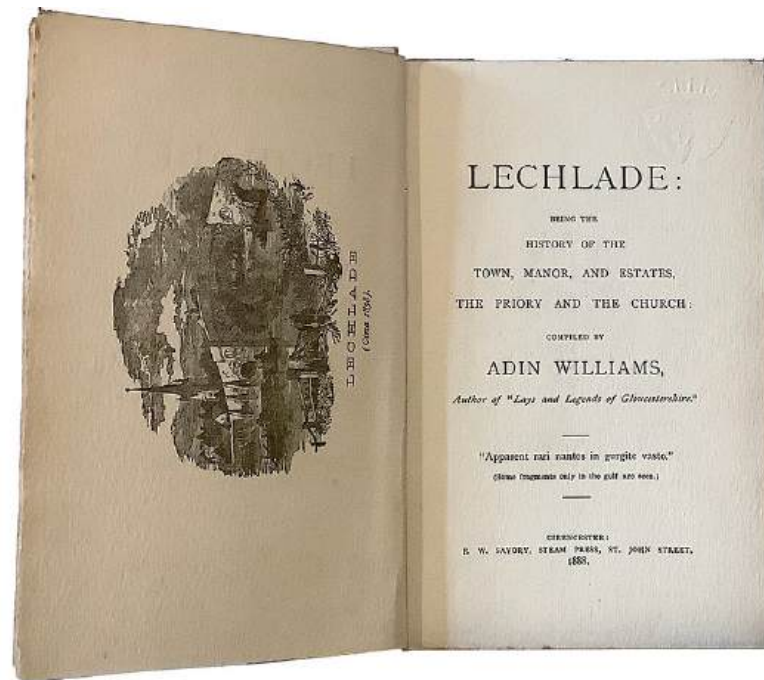 LECHLADE:
BEING THE
HISTORY OF THE
TOWN, MANOR, AND ESTATES,
THE PRIORY AND THE CHURCH:
COMPILED BY
ADIN WILLIAMS,
Author of "Lays and Legends of Gloucestershire."
"Apparent rari nantes in gurgite vasto."
(Some fragments only in the gulf are seen.)
CIRENCESTER:
E. W. SAVORY, STEAM PRESS, ST. JOHN STREET,
1888.